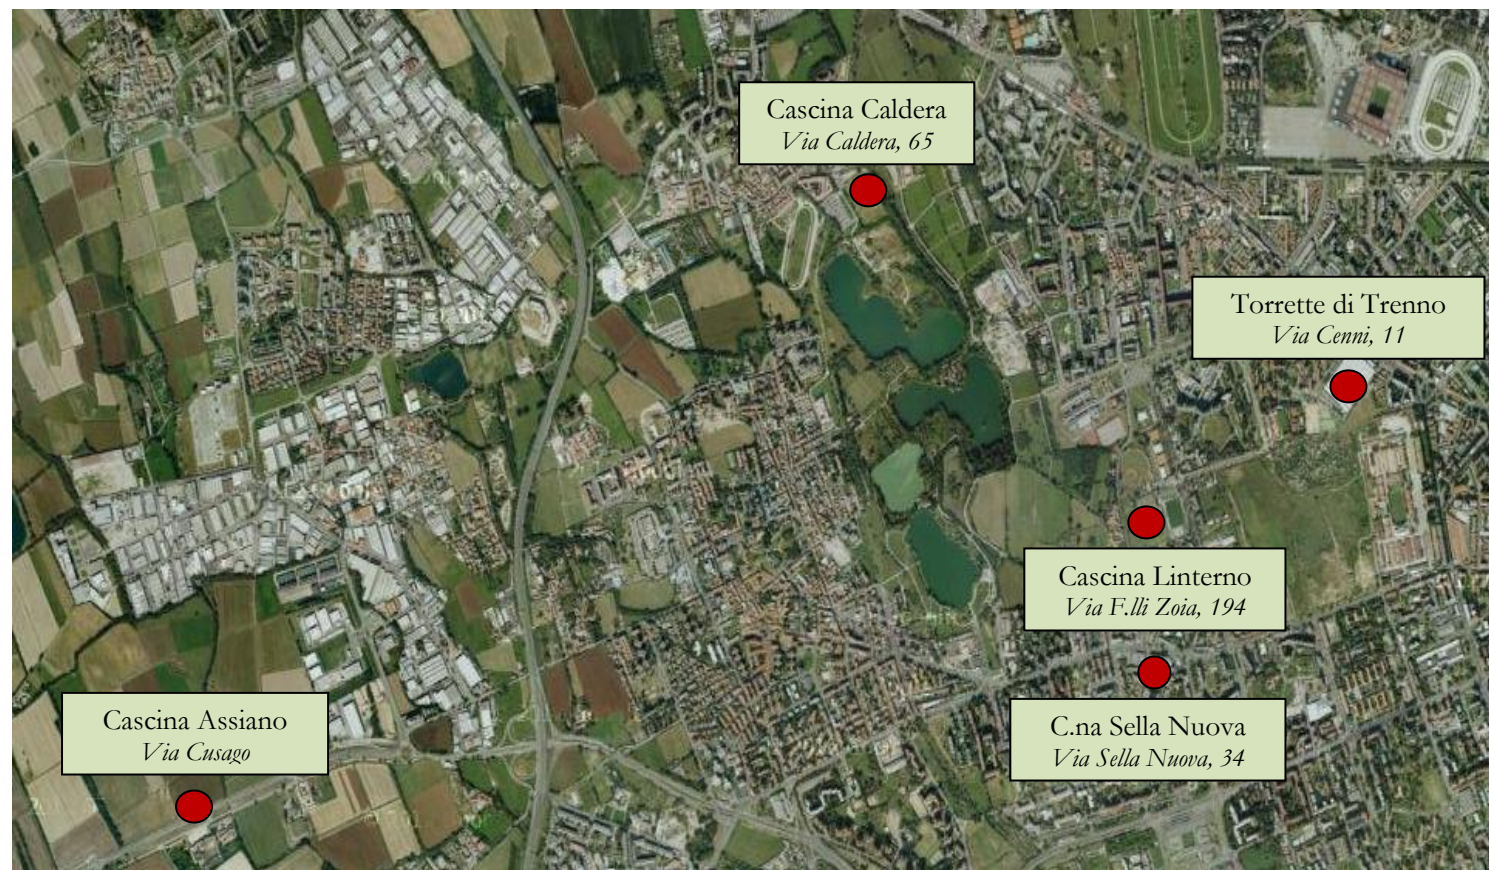 Cascina Caldera
Via Caldera, 65
Torrette di Trenno
Via Cenni, 11
Cascina Linterno
Via F.lli Zoia, 194
Cascina Assiano
Via Cusago
C.na Sella Nuova
Via Sella Nuova, 34